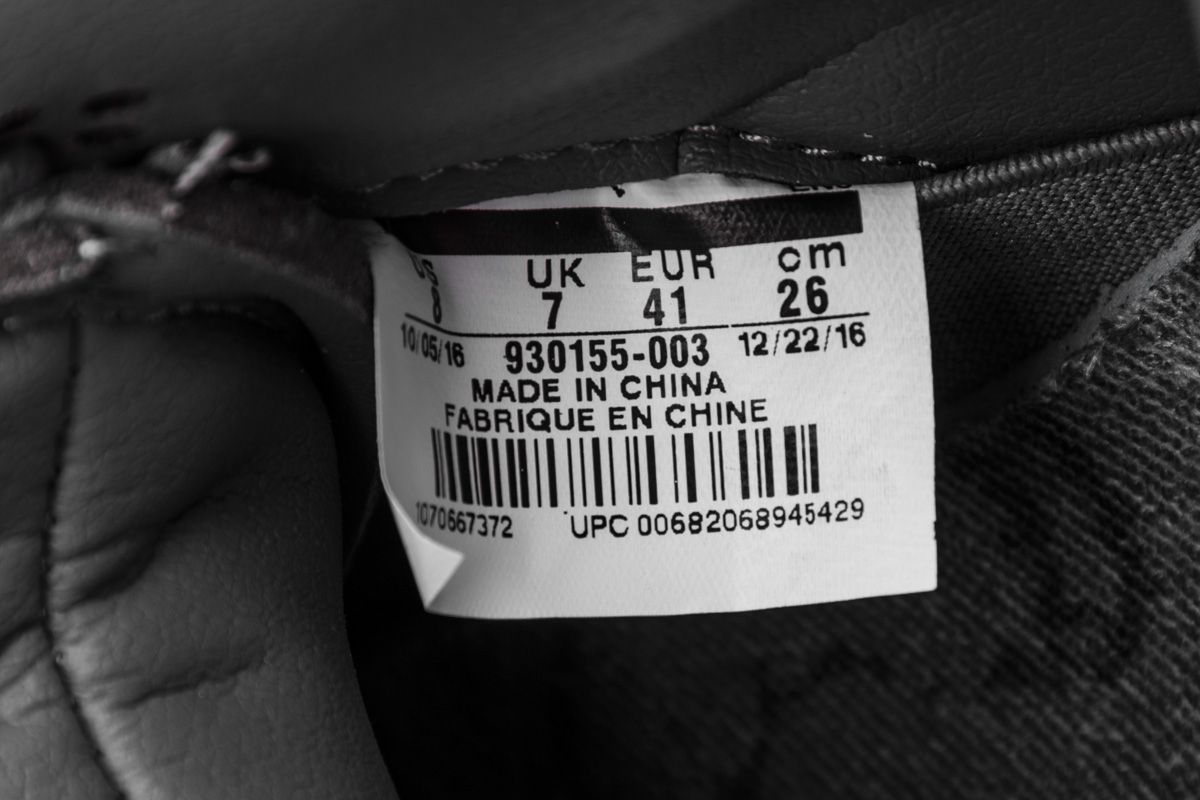 US UK EUR cm
8 7 41 26
10/05/16 930155-003 12/22/16
MADE IN CHINA
FABRIQUE EN CHINE
1070667372 UPC 00682068945429